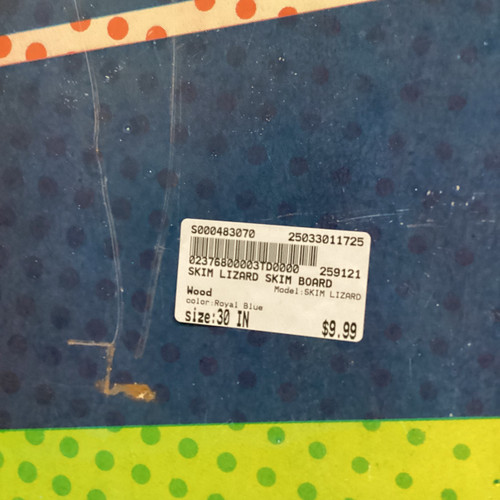 S000483070 25033011725
02376800003TD0000 259121
SKIM LIZARD SKIM BOARD
Wood Model:SKIM LIZARD
color:Royal Blue
size:30 IN $9.99